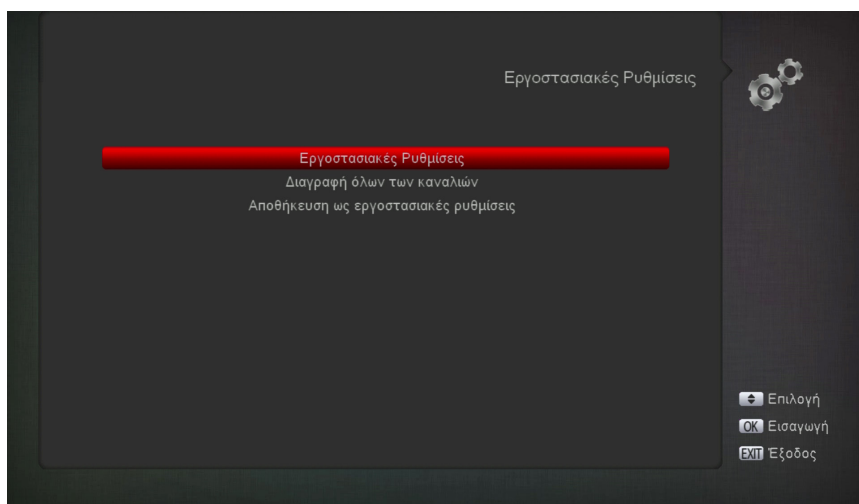 Εργοστασιακές Ρυθμίσεις
Εργοστασιακές Ρυθμίσεις
Διαγραφή όλων των καναλιών
Αποθήκευση ως εργοστασιακές ρυθμίσεις
Επιλογή
OK Εισαγωγή
EXIT Έξοδος